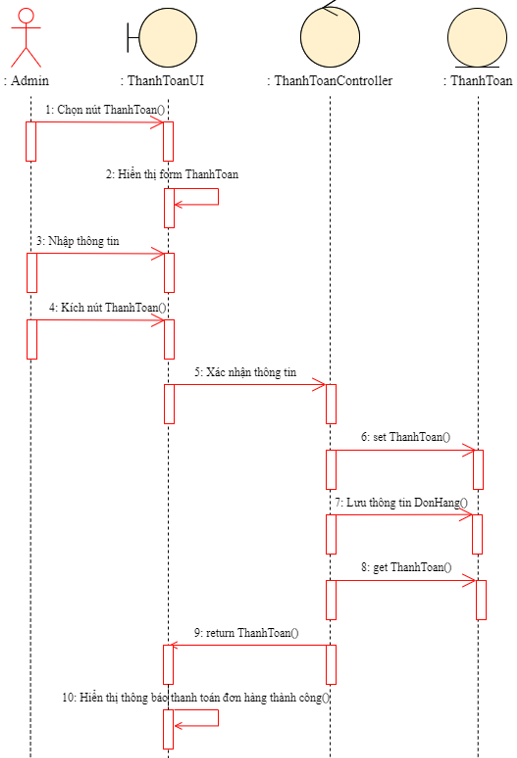 : Admin
: ThanhToanUI
: ThanhToanController
: ThanhToan
1: Chọn nút ThanhToan()
2: Hiển thị form ThanhToan
3: Nhập thông tin
4: Kích nút ThanhToan()
5: Xác nhận thông tin
6: set ThanhToan()
7: Lưu thông tin DonHang()
8: get ThanhToan()
9: return ThanhToan()
10: Hiển thị thông báo thanh toán đơn hàng thành công()